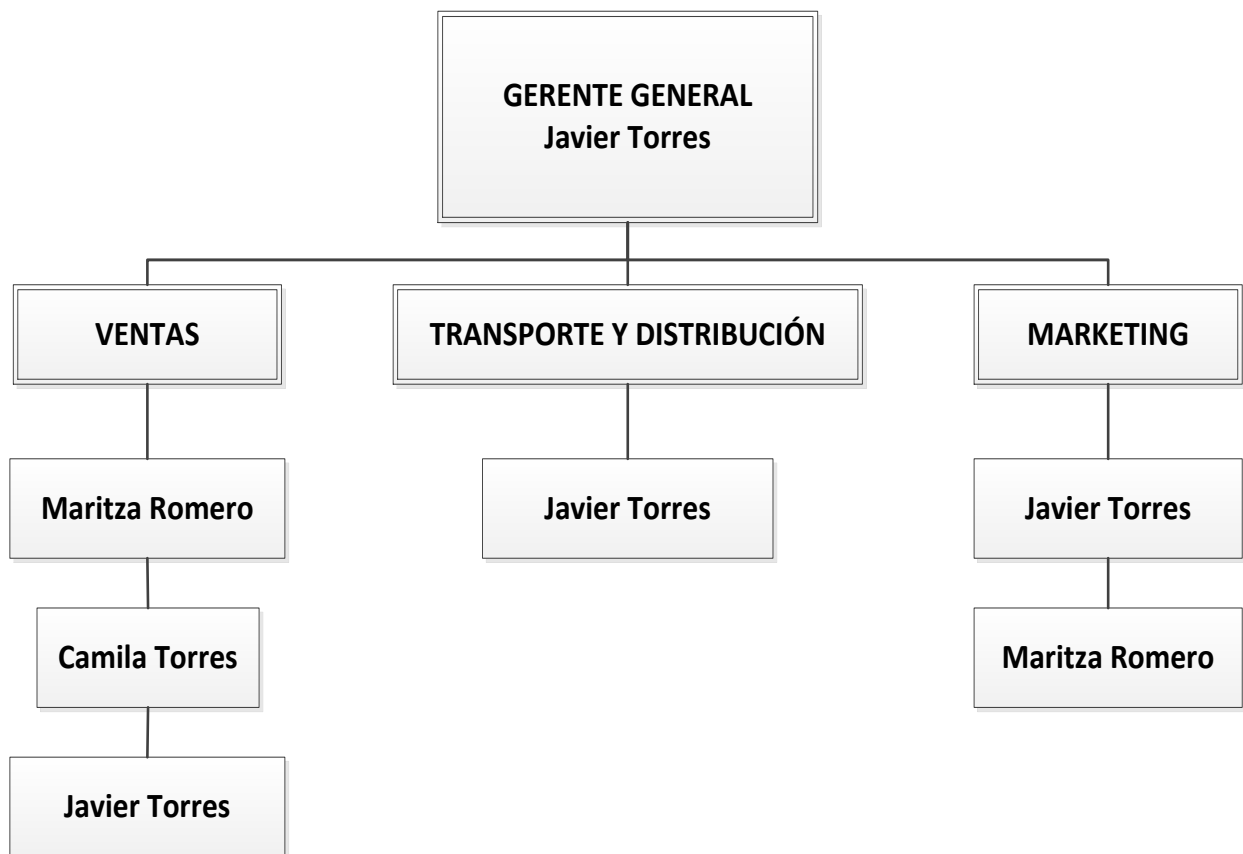 GERENTE GENERAL
Javier Torres
VENTAS
TRANSPORTE Y DISTRIBUCIÓN
MARKETING
Maritza Romero
Javier Torres
Javier Torres
Camila Torres
Maritza Romero
Javier Torres